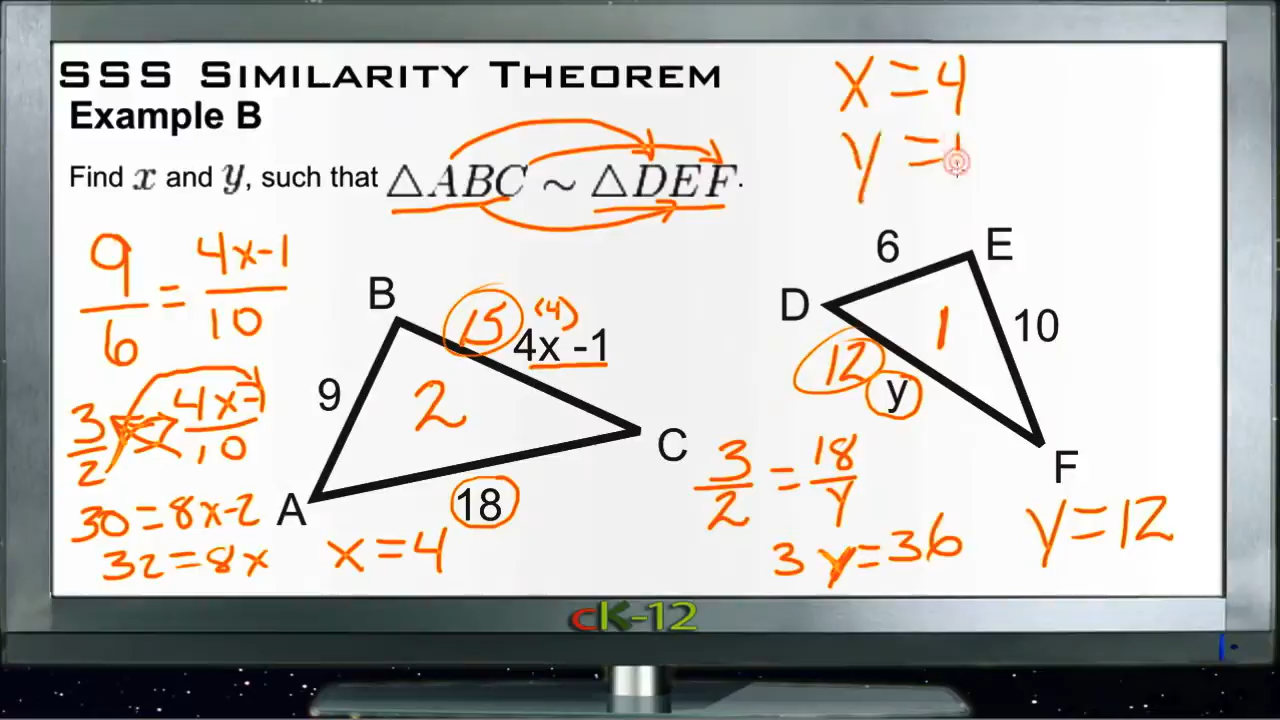 SSS SIMILARITY THEOREM
Example B
Find x and y, such that △ABC ~ △DEF.
x = 4
y = 1
9/6 = 4x-1/10
3/2 = 4x-1/10
30 = 8x-2
32 = 8x
x = 4
B
15
(4)
4x -1
9
2
C
A
18
6
E
D
1
10
12
y
F
3/2 = 18/y
3y = 36
y = 12
cK-12